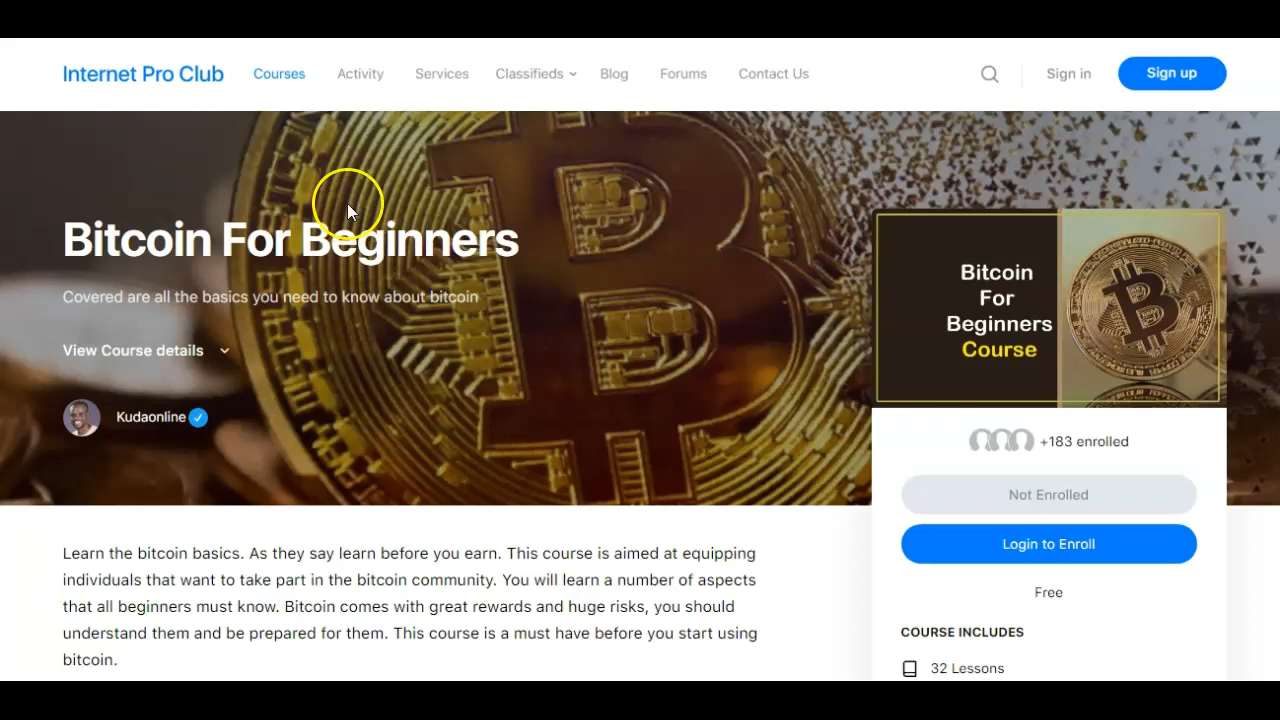 Internet Pro Club Courses Activity Services Classifieds Blog Forums Contact Us Sign in Sign up
Bitcoin For Beginners
Covered are all the basics you need to know about bitcoin
View Course details
Kudaonline
Bitcoin
For
Beginners
Course
+183 enrolled
Not Enrolled
Login to Enroll
Free
COURSE INCLUDES
32 Lessons
Learn the bitcoin basics. As they say learn before you earn. This course is aimed at equipping
individuals that want to take part in the bitcoin community. You will learn a number of aspects
that all beginners must know. Bitcoin comes with great rewards and huge risks, you should
understand them and be prepared for them. This course is a must have before you start using
bitcoin.